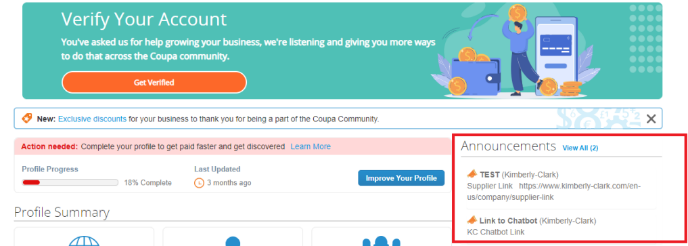 Verify Your Account
You've asked us for help growing your business, we're listening and giving you more ways
to do that across the Coupa community.
Get Verified
New: Exclusive discounts for your business to thank you for being a part of the Coupa Community.
Action needed: Complete your profile to get paid faster and get discovered Learn More
Profile Progress
Last Updated
18% Complete
3 months ago
Improve Your Profile
Profile Summary
Announcements View All (2)
TEST (Kimberly-Clark)
Supplier Link https://www.kimberly-clark.com/en-
us/company/supplier-link
Link to Chatbot (Kimberly-Clark)
KC Chatbot Link